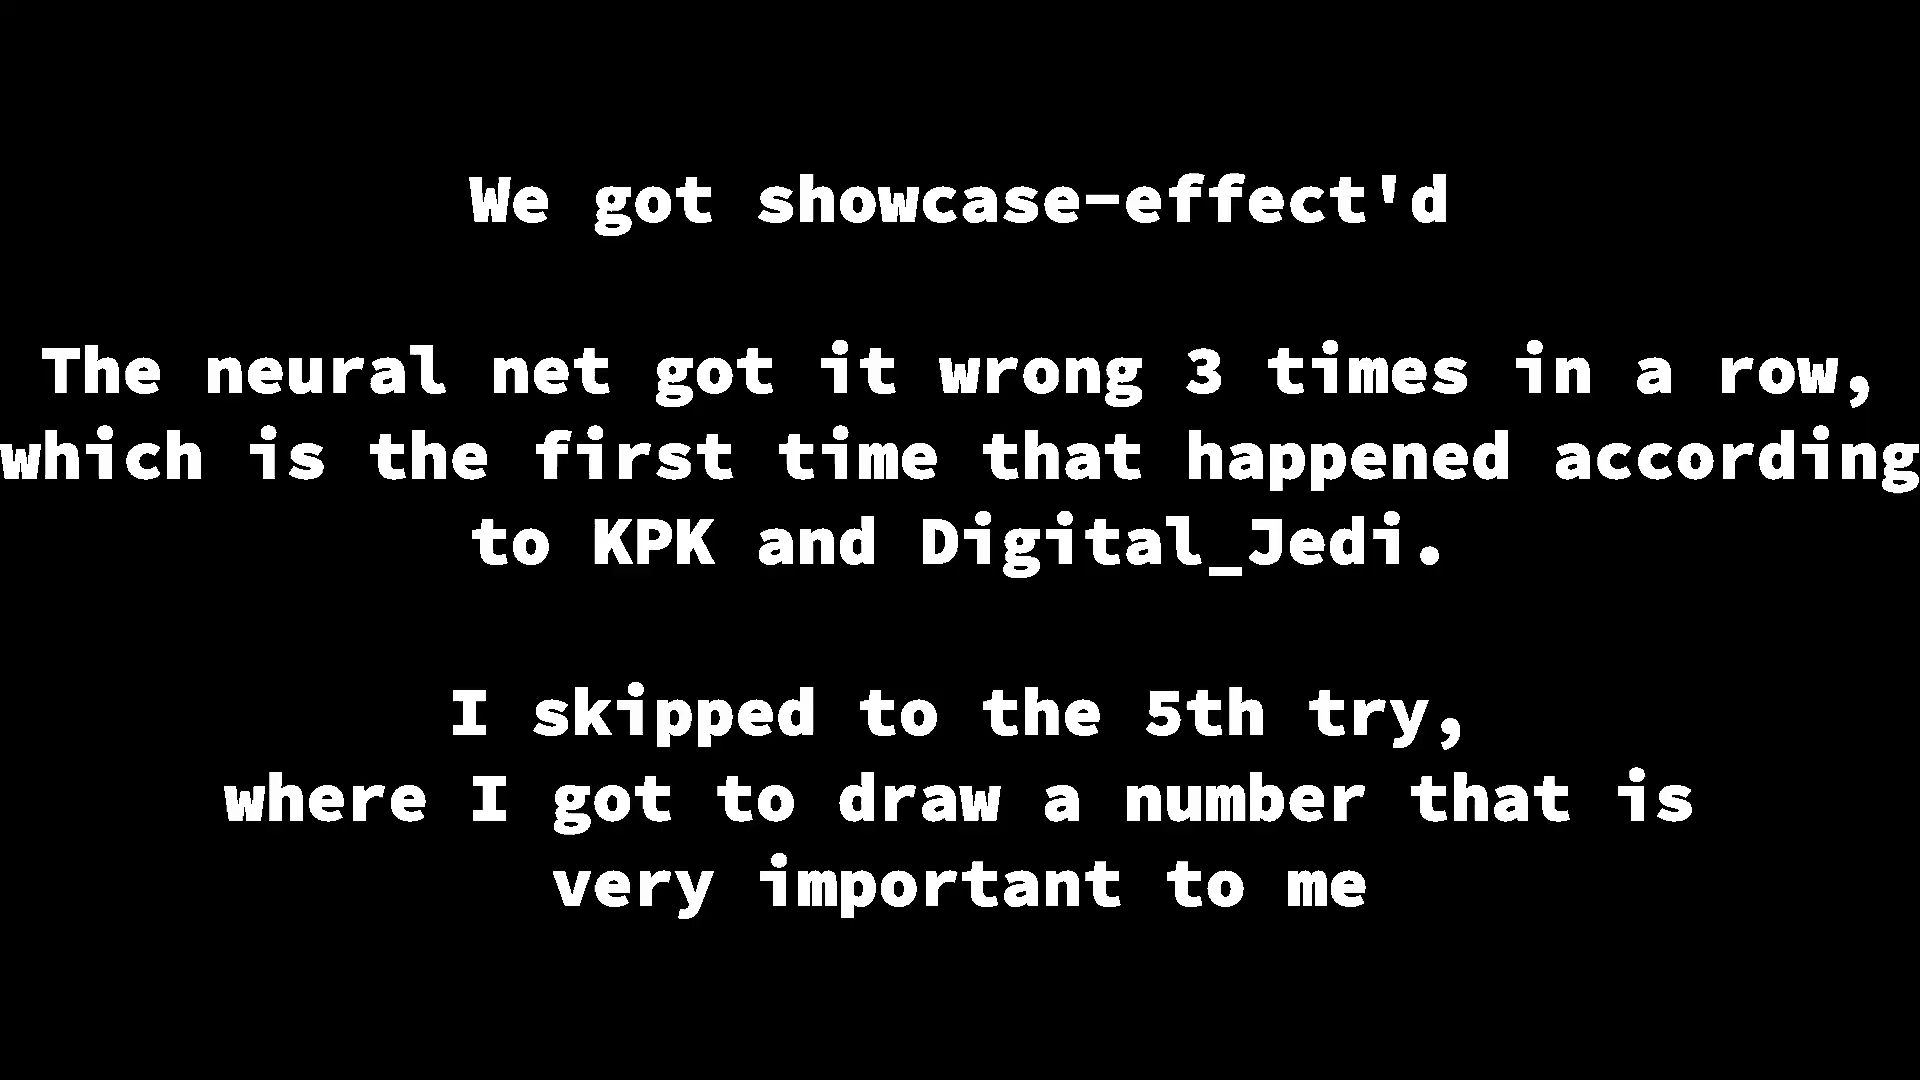 We got showcase-effect'd
The neural net got it wrong 3 times in a row,
which is the first time that happened according
to KPK and Digital_Jedi.
I skipped to the 5th try,
where I got to draw a number that is
very important to me